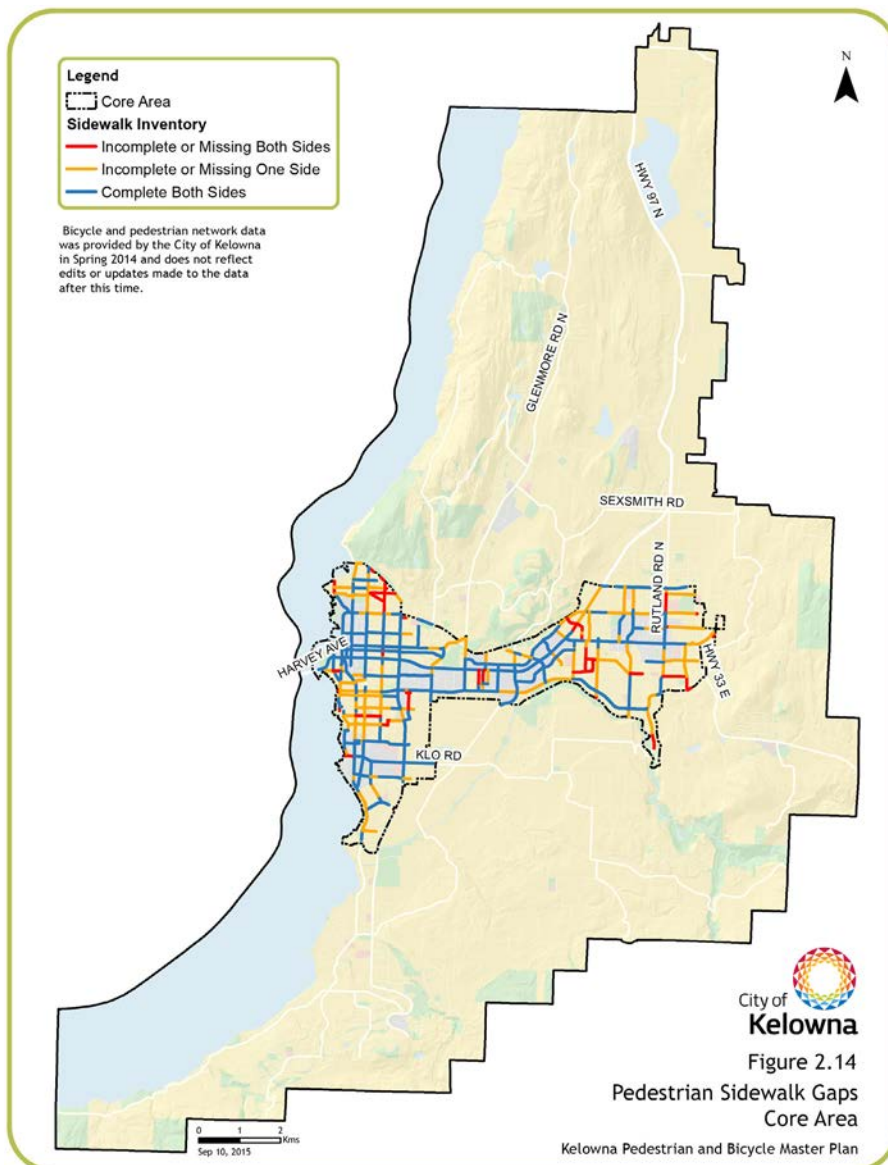 Legend
Core Area
Sidewalk Inventory
Incomplete or Missing Both Sides
Incomplete or Missing One Side
Complete Both Sides
Bicycle and pedestrian network data
was provided by the City of Kelowna
in Spring 2014 and does not reflect
edits or updates made to the data
after this time.
N
HWY 97 N
GLENMORE RD N
SEXSMITH RD
RUTLAND RD N
HARVEY AVE
HWY 33 E
KLO RD
City of
Kelowna
Figure 2.14
Pedestrian Sidewalk Gaps
Core Area
Kelowna Pedestrian and Bicycle Master Plan
0 1 2
Kms
Sep 10, 2015